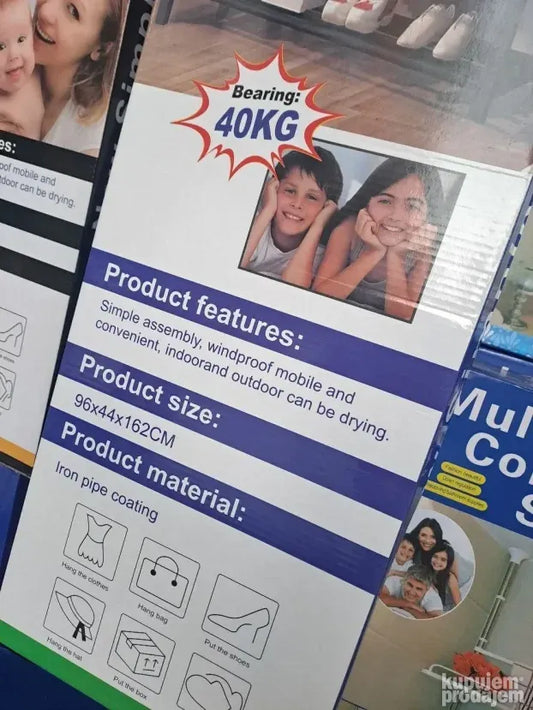 Bearing:
40KG
es:
oof mobile and
tdoor can be drying.
Product features:
Simple assembly, windproof mobile and
convenient, indoorand outdoor can be drying.
Product size:
96x44x162CM
Product material:
Iron pipe coating
Hang the clothes
Hang bag
Put the shoes
Hang the hat
Put the box
shoes
Mul
Co
S
kupujem
prodajem